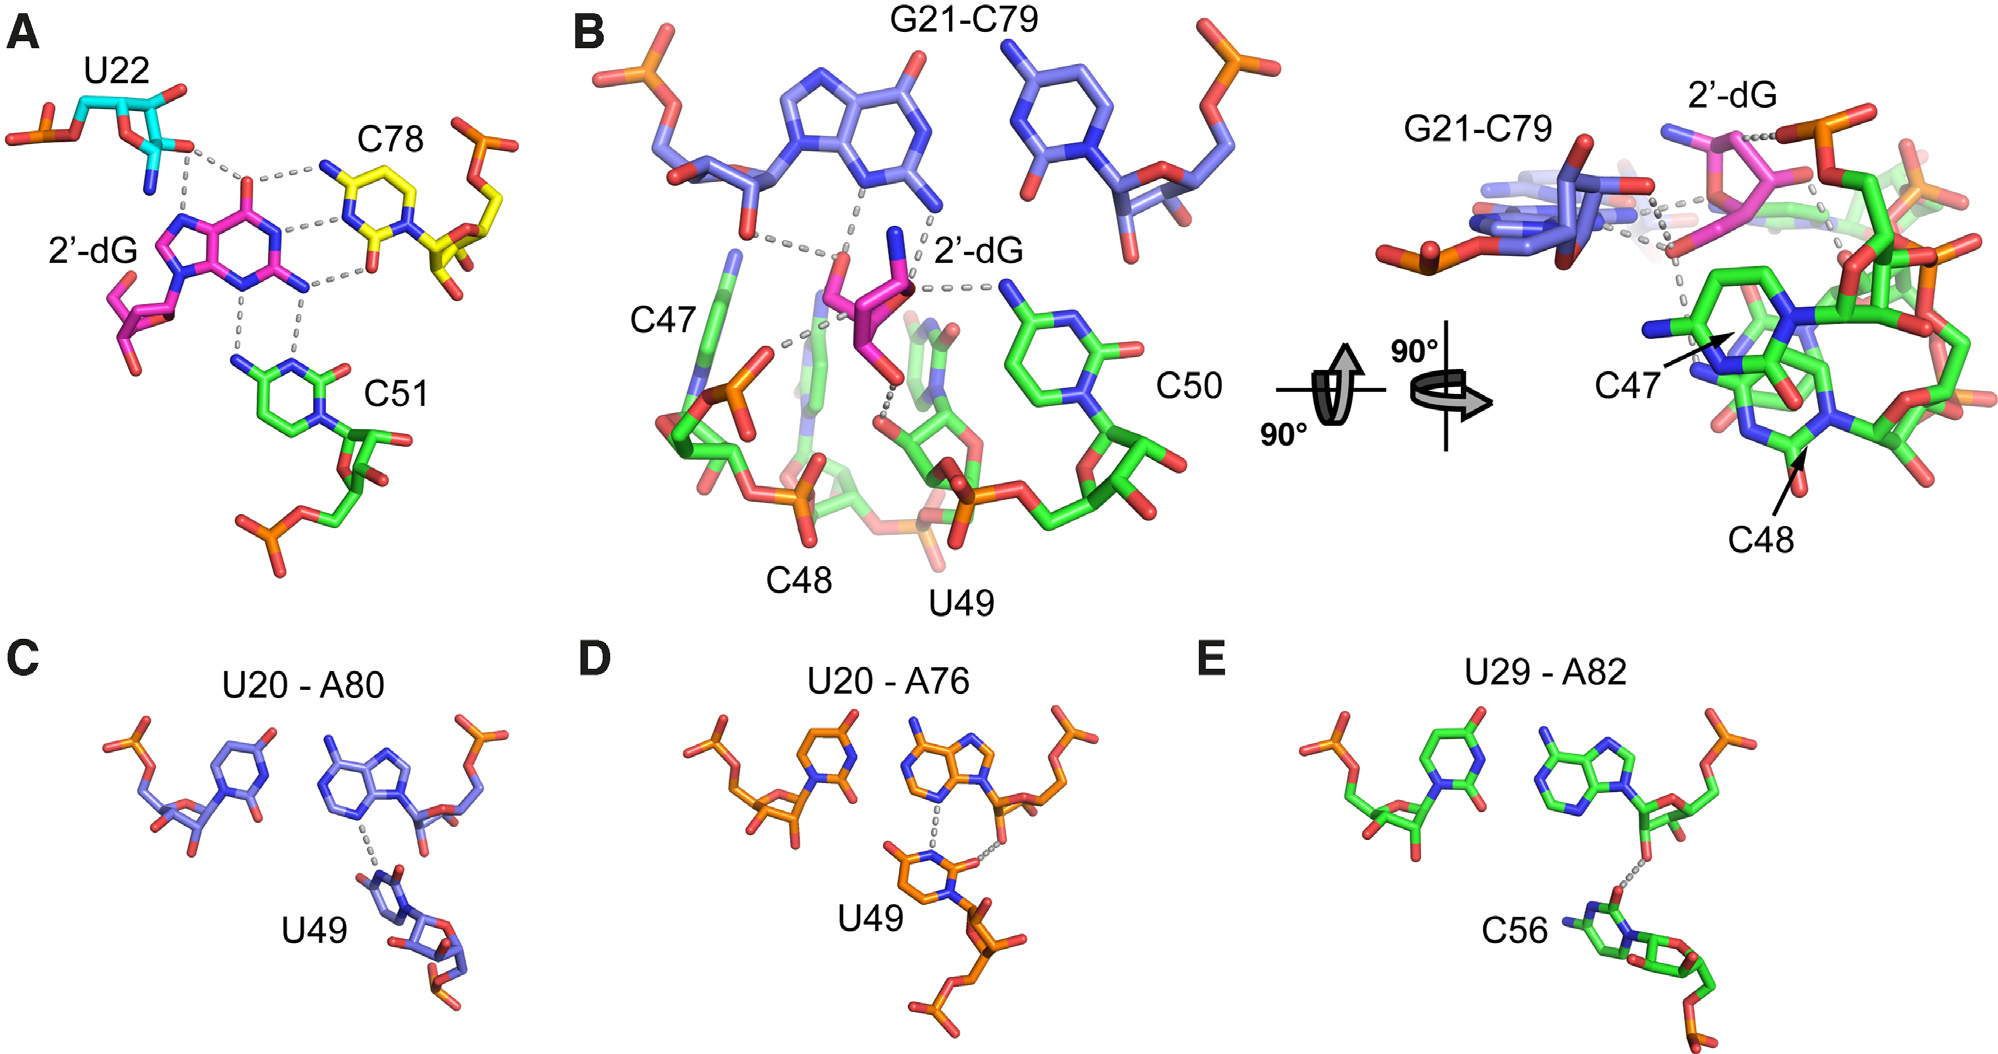 A
U22
C78
2’-dG
C51
B
G21-C79
2’-dG
C47
C50
C48
U49
90°
90°
G21-C79
2’-dG
C47
C48
C
U20 - A80
U49
D
U20 - A76
U49
E
U29 - A82
C56